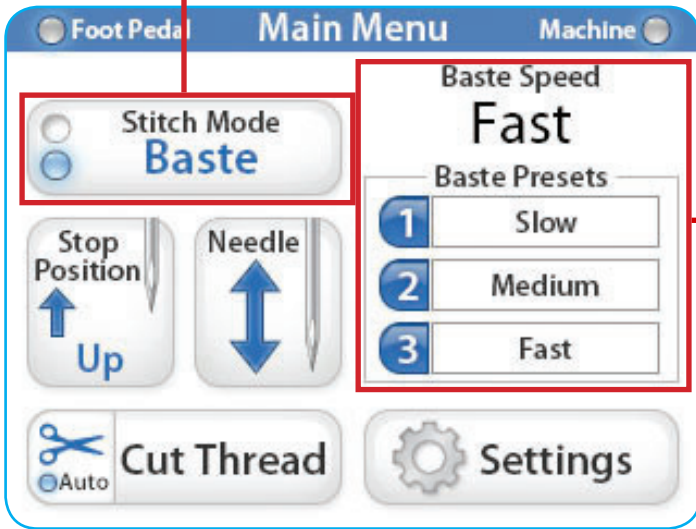 Foot Pedal Main Menu Machine
Stitch Mode
Baste
Baste Speed
Fast
Baste Presets
1 Slow
2 Medium
3 Fast
Stop
Position
Up
Needle
Auto Cut Thread
Settings